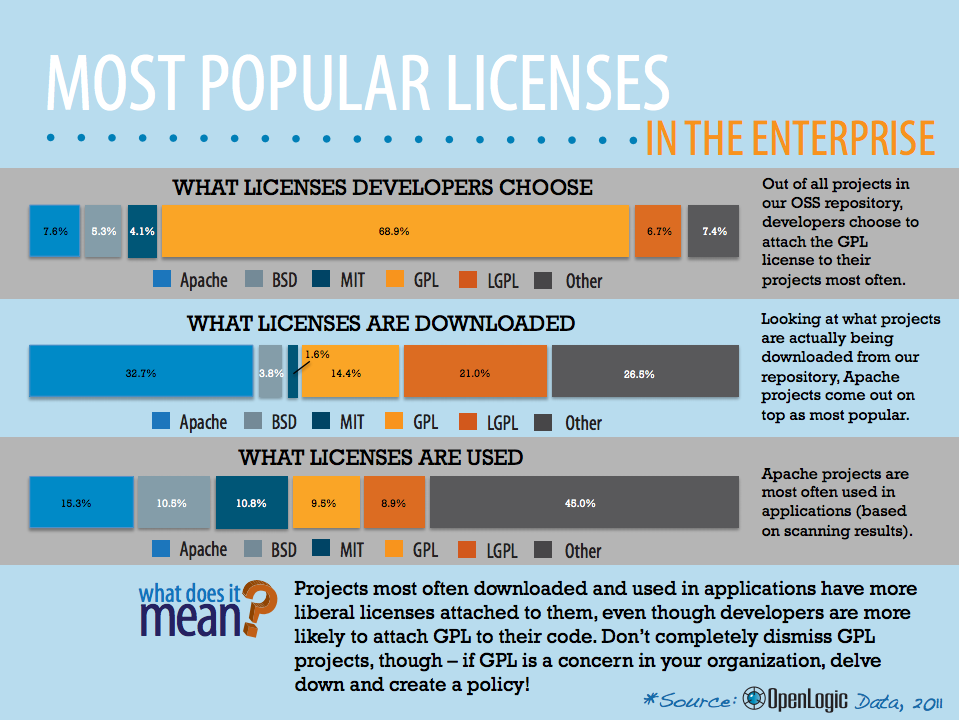 MOST POPULAR LICENSES
IN THE ENTERPRISE
WHAT LICENSES DEVELOPERS CHOOSE
7.6% 5.3% 4.1% 68.9% 6.7% 7.4%
Apache BSD MIT GPL LGPL Other
Out of all projects in
our OSS repository,
developers choose to
attach the GPL
license to their
projects most often.
WHAT LICENSES ARE DOWNLOADED
32.7% 3.8% 1.6% 14.4% 21.0% 26.5%
Apache BSD MIT GPL LGPL Other
Looking at what projects
are actually being
downloaded from our
repository, Apache
projects come out on
top as most popular.
WHAT LICENSES ARE USED
15.3% 10.5% 10.8% 9.5% 8.9% 45.0%
Apache BSD MIT GPL LGPL Other
Apache projects are
most often used in
applications (based
on scanning results).
what does it
mean?
Projects most often downloaded and used in applications have more
liberal licenses attached to them, even though developers are more
likely to attach GPL to their code. Don't completely dismiss GPL
projects, though – if GPL is a concern in your organization, delve
down and create a policy!
*Source: OpenLogic Data, 2011